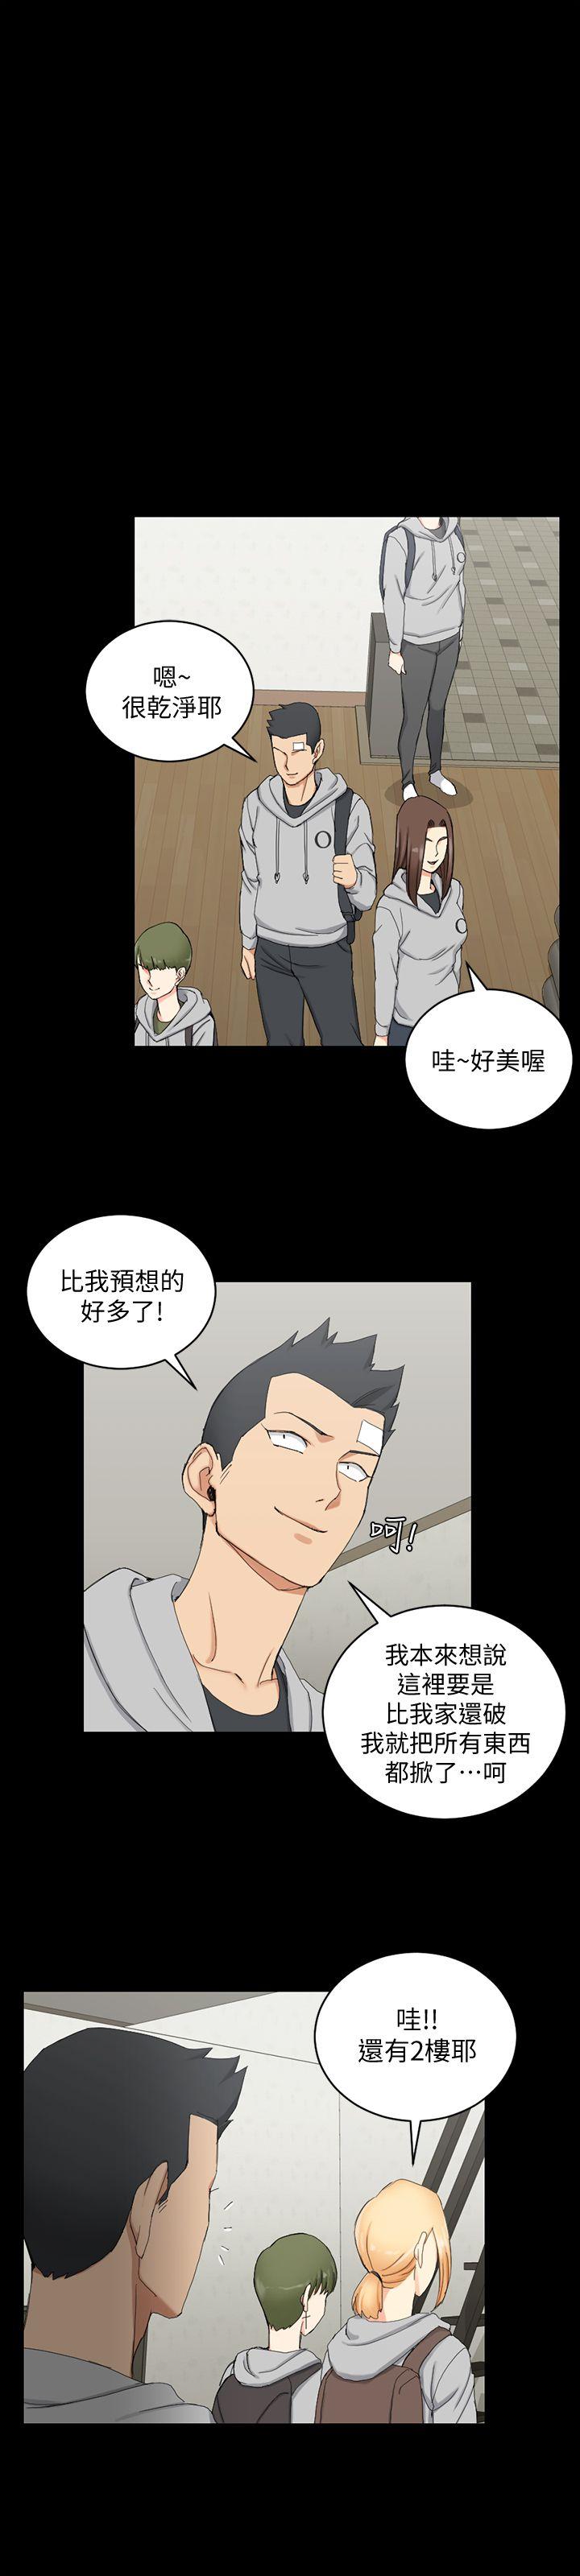 嗯~
很乾淨耶
O
O
哇~好美喔
比我預想的
好多了!
呵!
我本來想說
這裡要是
比我家還破
我就把所有東西
都掀了⋯呵
哇!!
還有2樓耶